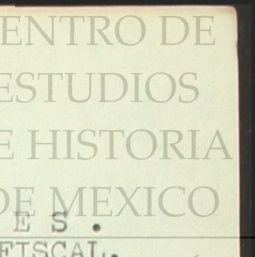 ENTRO DE
ESTUDIOS
E HISTORIA
DE MEXICO
E S .
FISCAL.